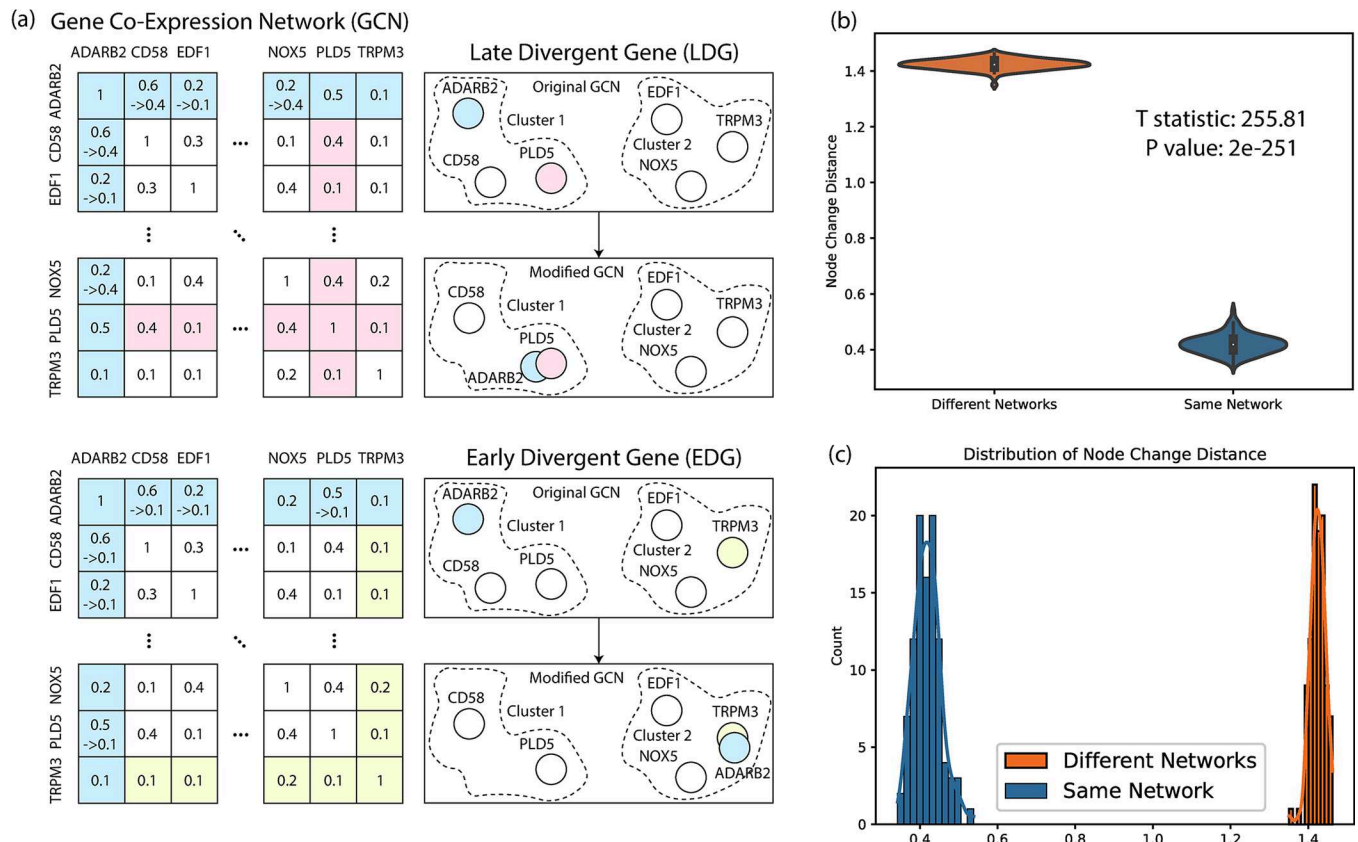 (a) Gene Co-Expression Network (GCN)
ADARB2 CD58 EDF1 NOX5 PLD5 TRPM3
ADARB2 1 0.6->0.4 0.2->0.1 0.2->0.4 0.5 0.1
CD58 0.6->0.4 1 0.3 ... 0.1 0.4 0.1
EDF1 0.2->0.1 0.3 1 0.4 0.1 0.1
NOX5 0.2->0.4 0.1 0.4 1 0.4 0.2
PLD5 0.5 0.4 0.1 ... 0.4 1 0.1
TRPM3 0.1 0.1 0.1 0.2 0.1 1
Late Divergent Gene (LDG)
Original GCN
ADARB2
Cluster 1
CD58
PLD5
EDF1
TRPM3
Cluster 2
NOX5
Modified GCN
CD58
Cluster 1
PLD5
ADARB2
EDF1
TRPM3
Cluster 2
NOX5
ADARB2 CD58 EDF1 NOX5 PLD5 TRPM3
ADARB2 1 0.6->0.1 0.2->0.1 0.2 0.5->0.1 0.1
CD58 0.6->0.1 1 0.3 ... 0.1 0.4 0.1
EDF1 0.2->0.1 0.3 1 0.4 0.1 0.1
NOX5 0.2 0.1 0.4 1 0.4 0.2
PLD5 0.5->0.1 0.4 0.1 ... 0.4 1 0.1
TRPM3 0.1 0.1 0.1 0.2 0.1 1
Early Divergent Gene (EDG)
Original GCN
ADARB2
Cluster 1
CD58
PLD5
EDF1
TRPM3
Cluster 2
NOX5
Modified GCN
CD58
Cluster 1
PLD5
EDF1
TRPM3
Cluster 2
NOX5
ADARB2
(b)
Node Change Distance
1.4
1.2
1.0
0.8
0.6
0.4
T statistic: 255.81
P value: 2e-251
Different Networks Same Network
(c)
Distribution of Node Change Distance
Count
20
15
10
5
0
Different Networks
Same Network
0.4 0.6 0.8 1.0 1.2 1.4